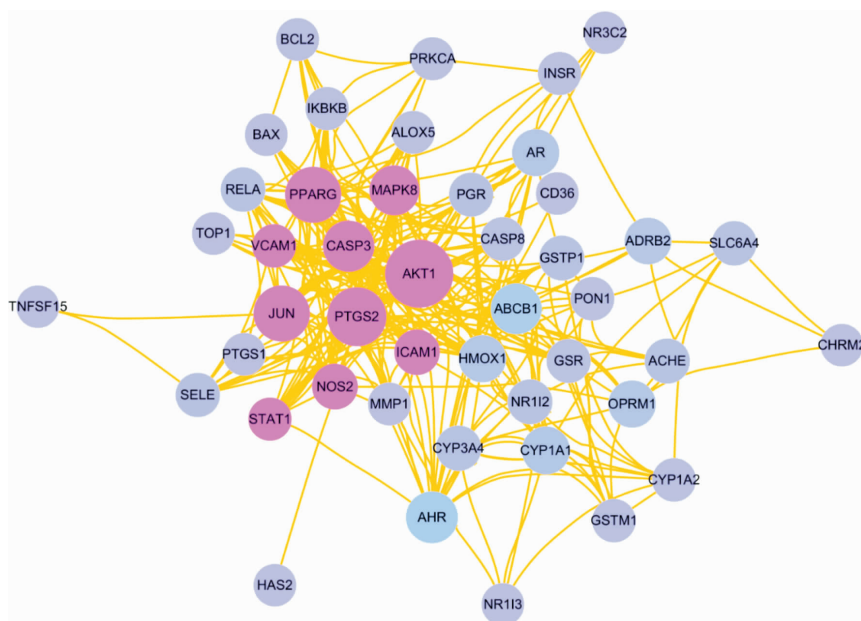 BCL2
NR3C2
PRKCA
INSR
IKBKB
BAX
ALOX5
AR
RELA
PPARG
MAPK8
PGR
CD36
TOP1
VCAM1
CASP3
CASP8
GSTP1
ADRB2
SLC6A4
AKT1
TNFSF15
JUN
PTGS2
ABCB1
PON1
CHRM2
PTGS1
ICAM1
HMOX1
GSR
ACHE
SELE
NOS2
MMP1
NR1I2
OPRM1
STAT1
CYP3A4
CYP1A1
CYP1A2
AHR
GSTM1
HAS2
NR1I3